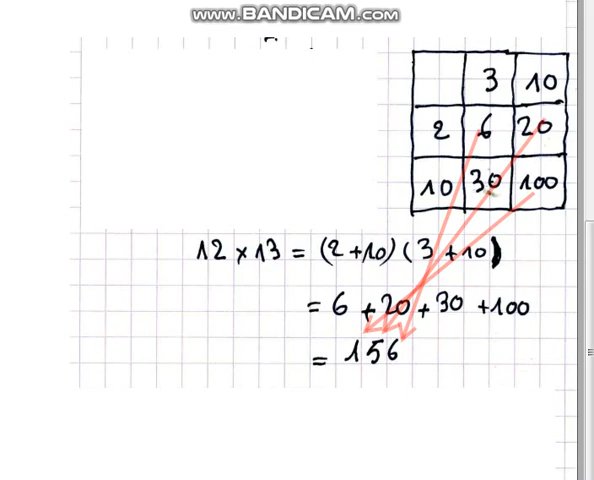 www.BANDICAM.com
3 10
2 6 20
10 30 100
12 × 13 = (2 +10) ( 3 +10)
= 6 + 20 + 30 +100
= 156